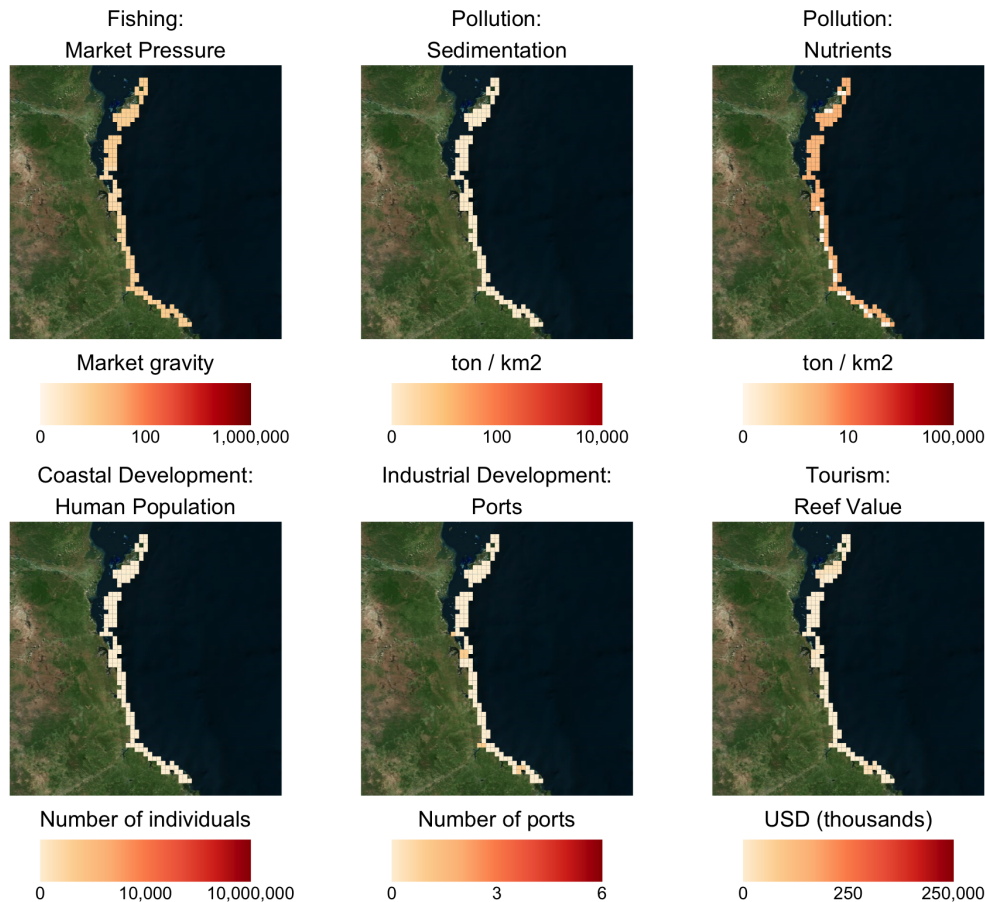 Fishing:
Market Pressure
Pollution:
Sedimentation
Pollution:
Nutrients
Market gravity
0 100 1,000,000
ton / km2
0 100 10,000
ton / km2
0 10 100,000
Coastal Development:
Human Population
Industrial Development:
Ports
Tourism:
Reef Value
Number of individuals
0 10,000 10,000,000
Number of ports
0 3 6
USD (thousands)
0 250 250,000